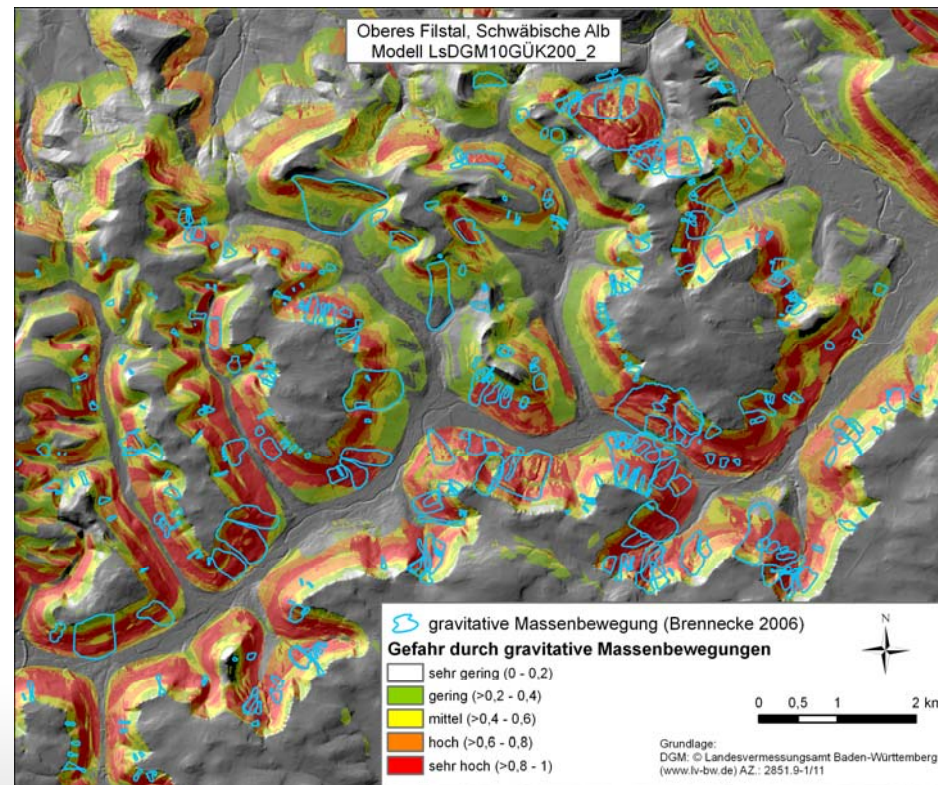 Oberes Filstal, Schwäbische Alb
Modell LsDGM10GÜK200_2
gravitative Massenbewegung (Brennecke 2006)
Gefahr durch gravitative Massenbewegungen
sehr gering (0 - 0,2)
gering (>0,2 - 0,4)
mittel (>0,4 - 0,6)
hoch (>0,6 - 0,8)
sehr hoch (>0,8 - 1)
N
0 0,5 1 2 km
Grundlage:
DGM: © Landesvermessungsamt Baden-Württemberg
(www.lv-bw.de) AZ.: 2851.9-1/11